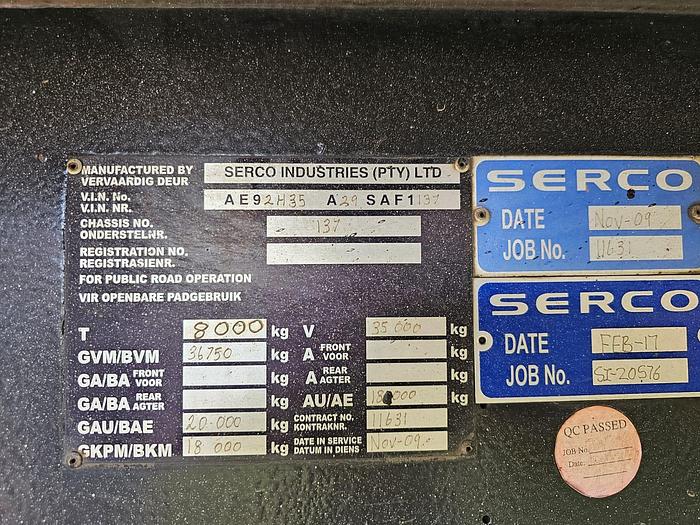 MANUFACTURED BY
VERVAARDIG DEUR
SERCO INDUSTRIES (PTY) LTD
V.I.N. No.
V.I.N. NR.
AE92H35 A29 SAF1137
CHASSIS NO.
ONDERSTELNR.
137
REGISTRATION NO.
REGISTRASIENR.
FOR PUBLIC ROAD OPERATION
VIR OPENBARE PADGEBRUIK
T 8000 kg V 35 000 kg
GVM/BVM 36750 kg A FRONT VOOR kg
GA/BA FRONT VOOR kg A REAR AGTER kg
GA/BA REAR AGTER kg AU/AE 18 000 kg
GAU/BAE 20.000 kg CONTRACT NO. KONTRAKNR. 11631
GKPM/BKM 18 000 kg DATE IN SERVICE DATUM IN DIENS Nov-09.
SERCO
DATE Nov-09
JOB No. 11631
SERCO
DATE FEB-17
JOB No. SI-20576
QC PASSED
JOB No.
Date: